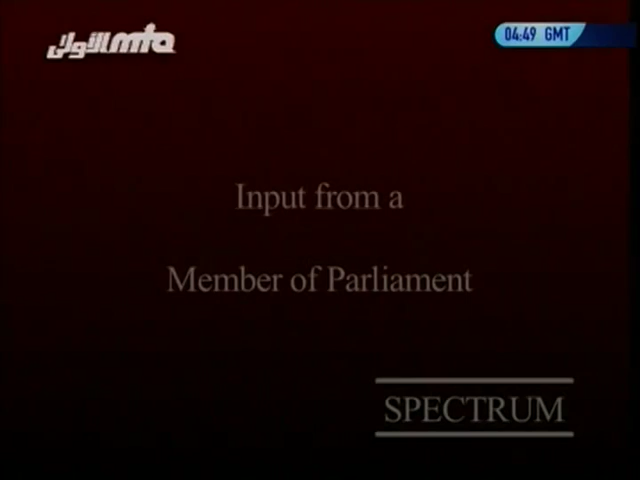 mta الأولى
04:49 GMT
Input from a
Member of Parliament
SPECTRUM